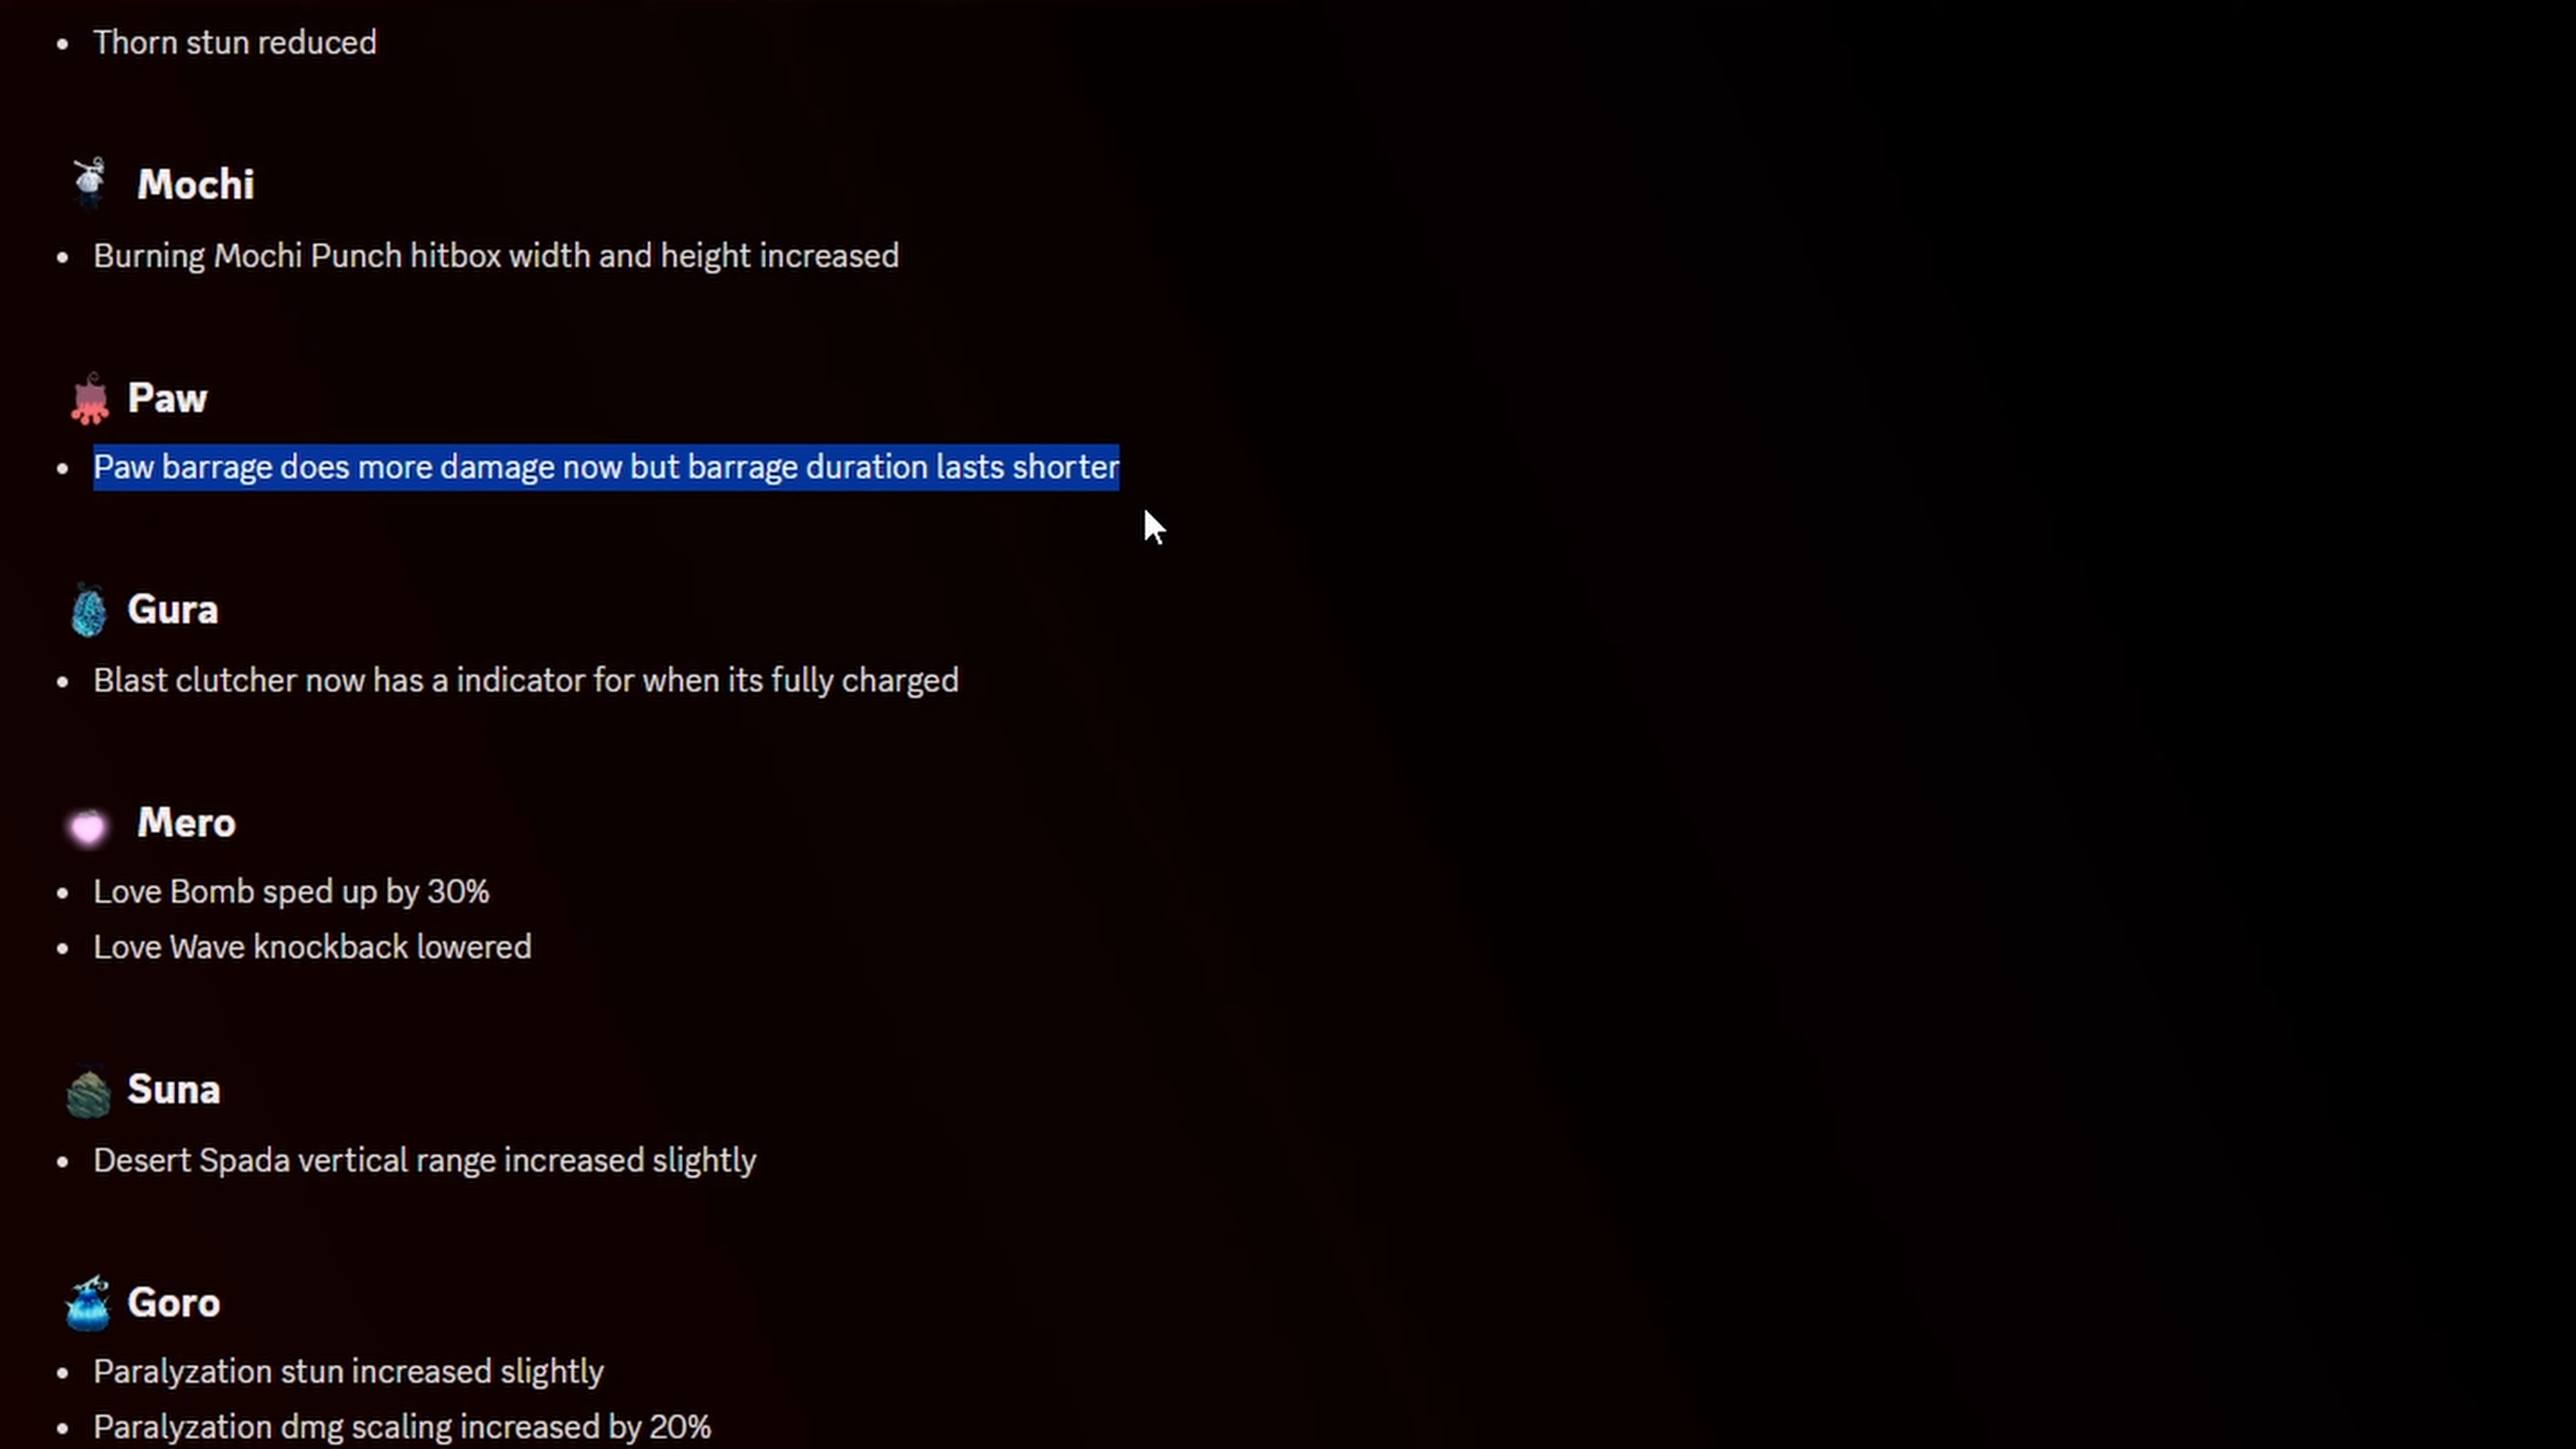 • Thorn stun reduced
Mochi
• Burning Mochi Punch hitbox width and height increased
Paw
• Paw barrage does more damage now but barrage duration lasts shorter
Gura
• Blast clutcher now has a indicator for when its fully charged
Mero
• Love Bomb sped up by 30%
• Love Wave knockback lowered
Suna
• Desert Spada vertical range increased slightly
Goro
• Paralyzation stun increased slightly
• Paralyzation dmg scaling increased by 20%